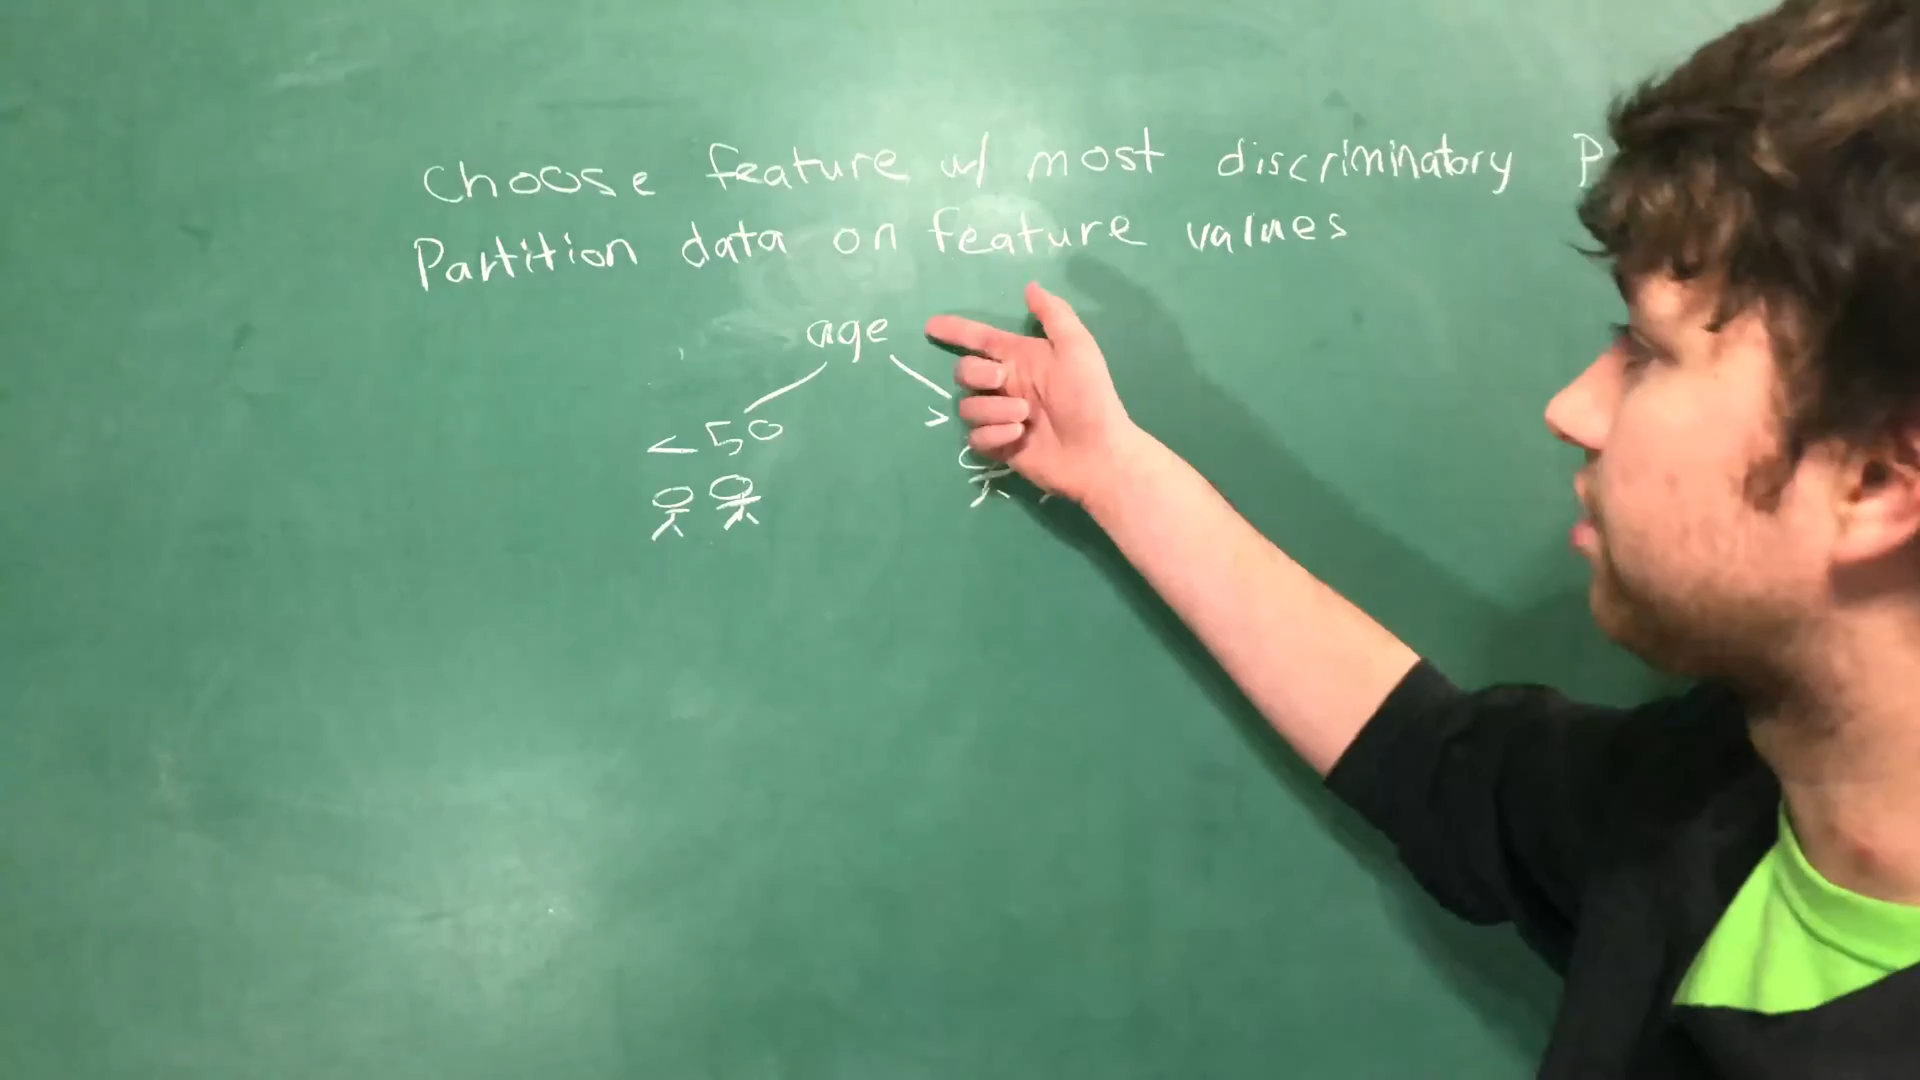 Choose feature w/ most discriminatory P
Partition data on feature values
age
<50 >